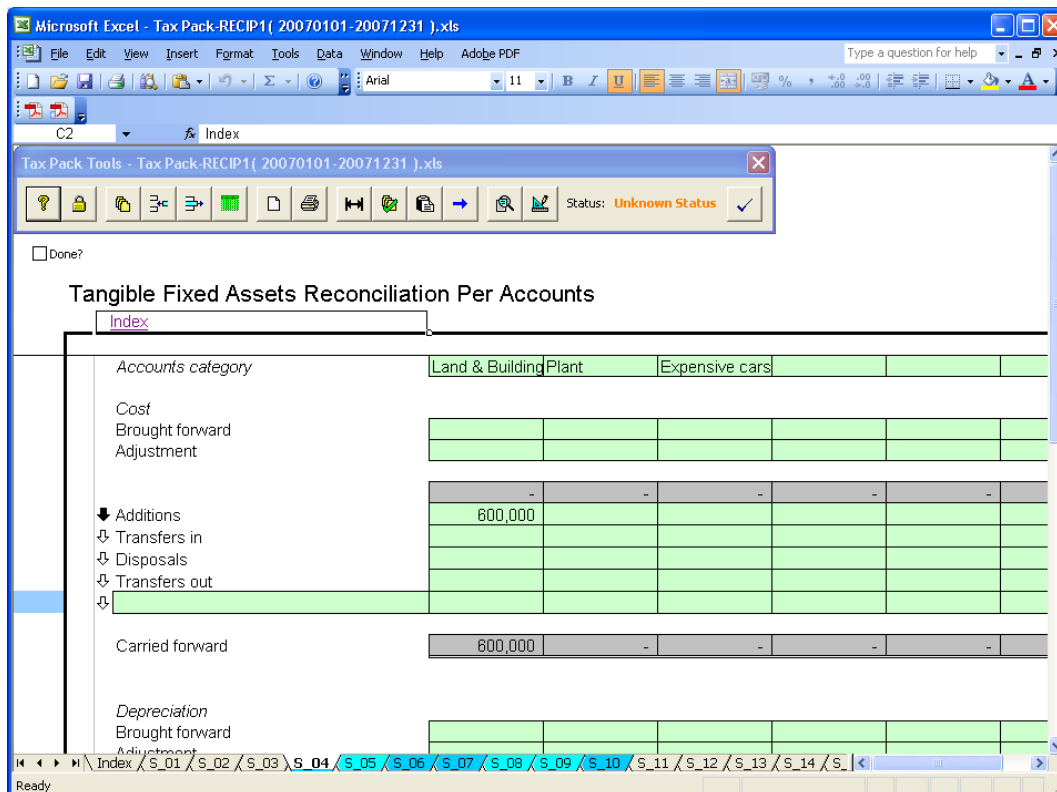 Microsoft Excel - Tax Pack-RECIP1( 20070101-20071231 ).xls
File Edit View Insert Format Tools Data Window Help Adobe PDF Type a question for help
Arial 11 B I U % ,
C2 fx Index
Tax Pack Tools - Tax Pack-RECIP1( 20070101-20071231 ).xls
? Status: Unknown Status
Done?
Tangible Fixed Assets Reconciliation Per Accounts
Index
Accounts category Land & Building Plant Expensive cars
Cost
Brought forward
Adjustment
- - - - -
Additions 600,000
Transfers in
Disposals
Transfers out
Carried forward 600,000 - - - -
Depreciation
Brought forward
Adjustment
Index S_01 S_02 S_03 S_04 S_05 S_06 S_07 S_08 S_09 S_10 S_11 S_12 S_13 S_14 S_
Ready